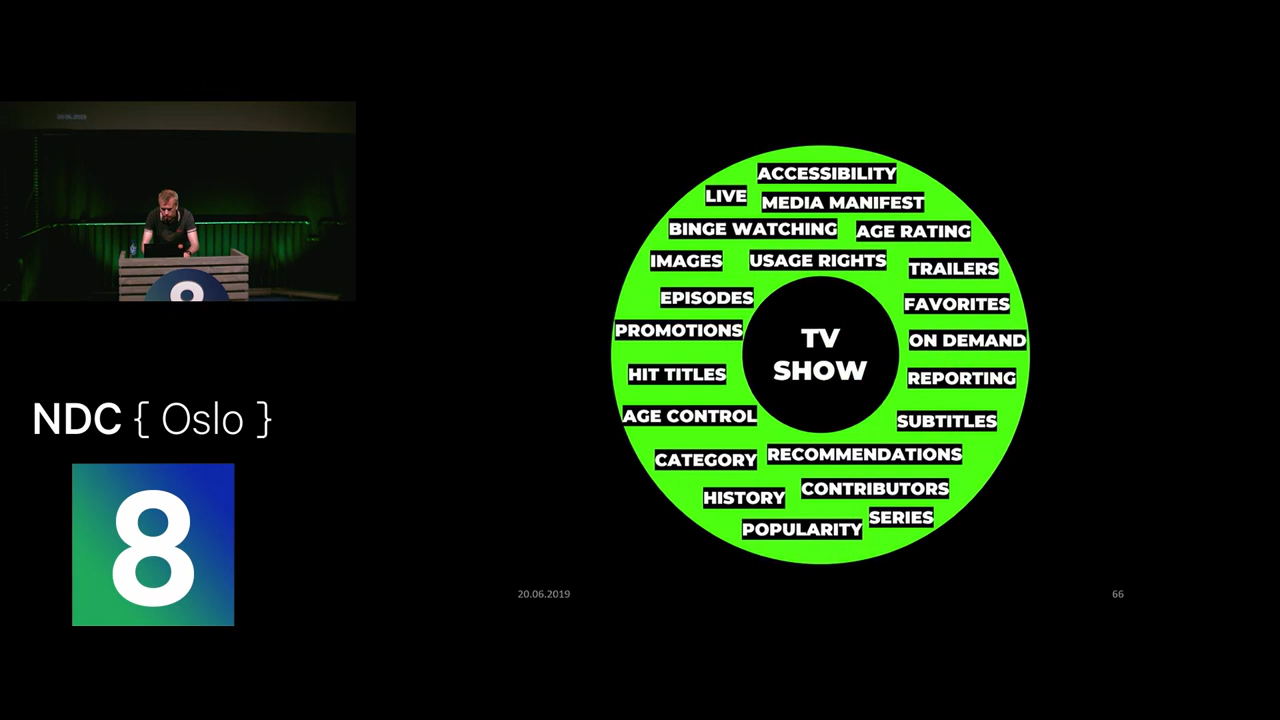 ACCESSIBILITY
LIVE
MEDIA MANIFEST
BINGE WATCHING
AGE RATING
IMAGES
USAGE RIGHTS
TRAILERS
EPISODES
FAVORITES
PROMOTIONS
TV
SHOW
ON DEMAND
HIT TITLES
REPORTING
AGE CONTROL
SUBTITLES
CATEGORY
RECOMMENDATIONS
HISTORY
CONTRIBUTORS
POPULARITY
SERIES
NDC { Oslo }
8
8
20.06.2019
66